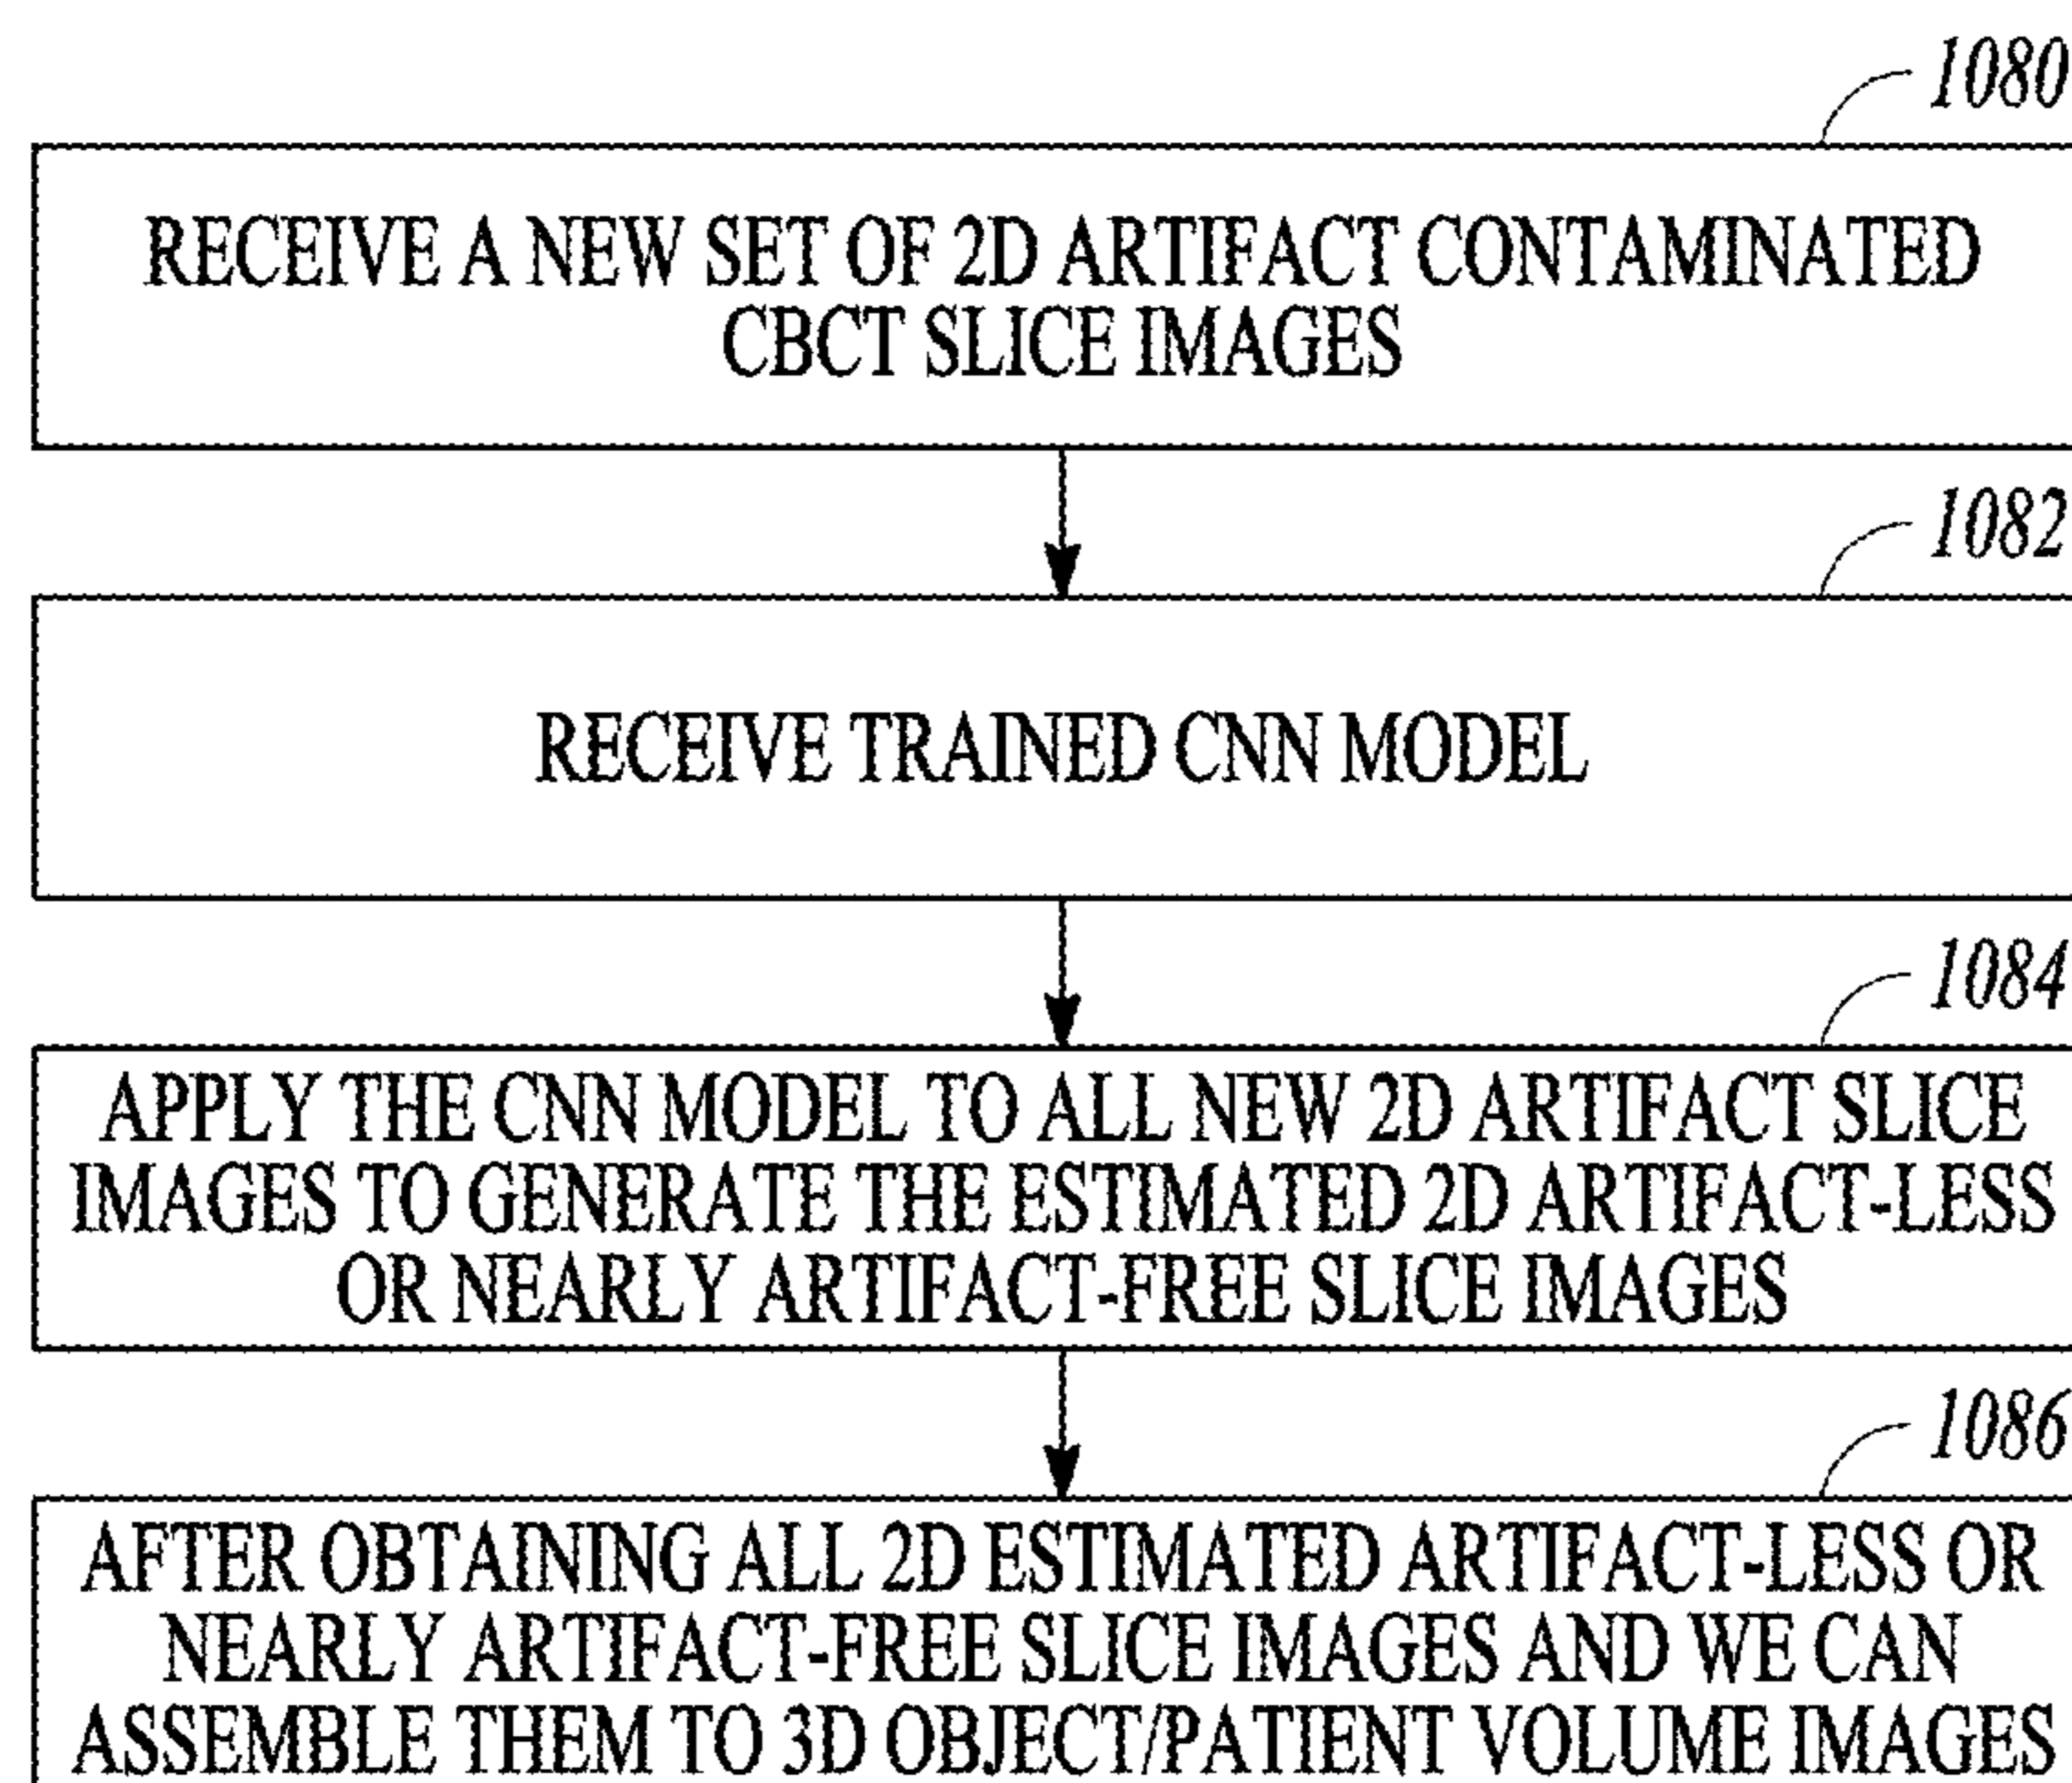 1080
RECEIVE A NEW SET OF 2D ARTIFACT CONTAMINATED
CBCT SLICE IMAGES
1082
RECEIVE TRAINED CNN MODEL
1084
APPLY THE CNN MODEL TO ALL NEW 2D ARTIFACT SLICE
IMAGES TO GENERATE THE ESTIMATED 2D ARTIFACT-LESS
OR NEARLY ARTIFACT-FREE SLICE IMAGES
1086
AFTER OBTAINING ALL 2D ESTIMATED ARTIFACT-LESS OR
NEARLY ARTIFACT-FREE SLICE IMAGES AND WE CAN
ASSEMBLE THEM TO 3D OBJECT/PATIENT VOLUME IMAGES